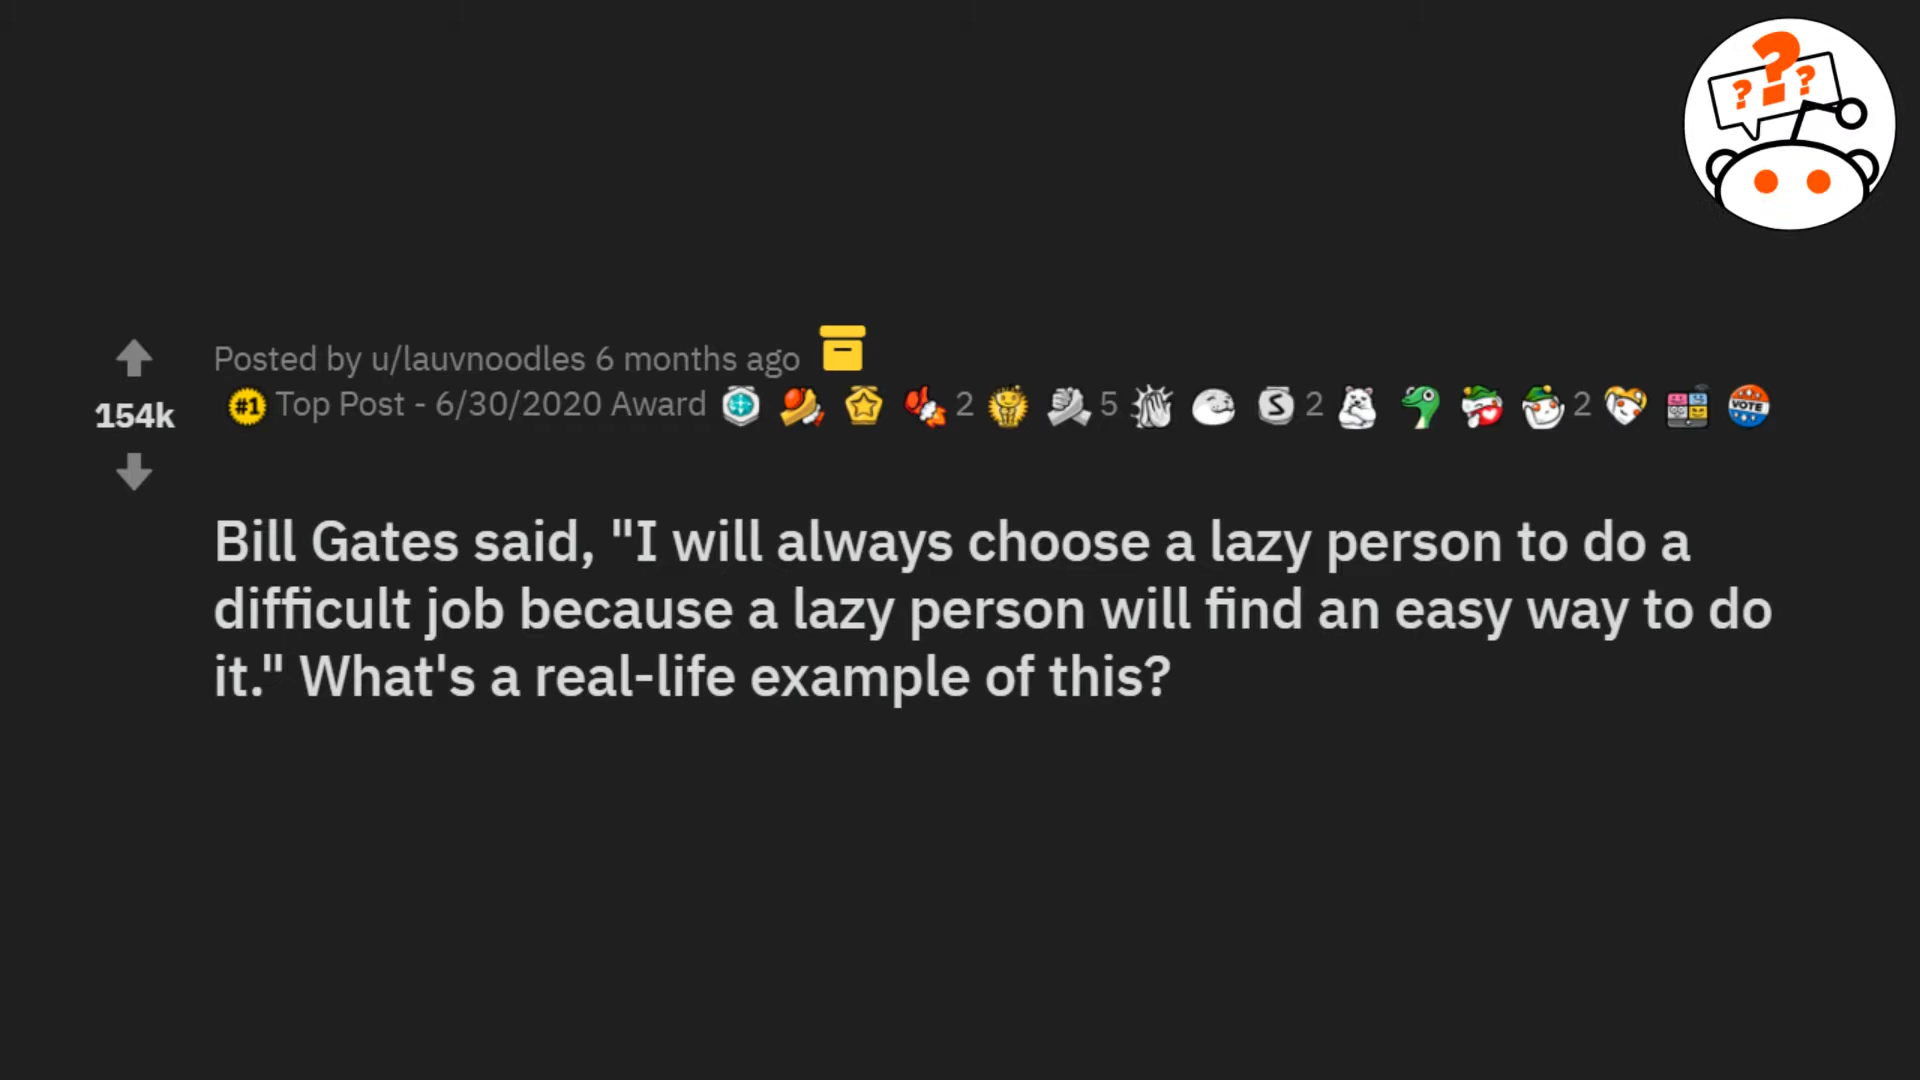 ? ? ?
Posted by u/lauvnoodles 6 months ago
#1 Top Post - 6/30/2020 Award 2 5 S 2 2 VOTE
154k
Bill Gates said, "I will always choose a lazy person to do a
difficult job because a lazy person will find an easy way to do
it." What's a real-life example of this?